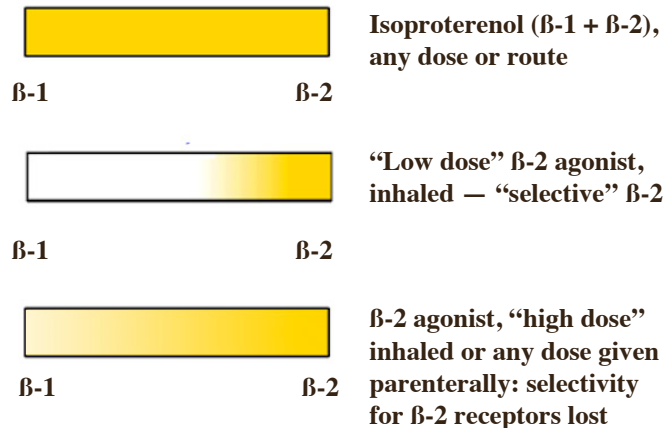 Isoproterenol (ß-1 + ß-2),
any dose or route
ß-1 ß-2
“Low dose” ß-2 agonist,
inhaled — “selective” ß-2
ß-1 ß-2
ß-2 agonist, “high dose”
inhaled or any dose given
parenterally: selectivity
for ß-2 receptors lost
ß-1 ß-2